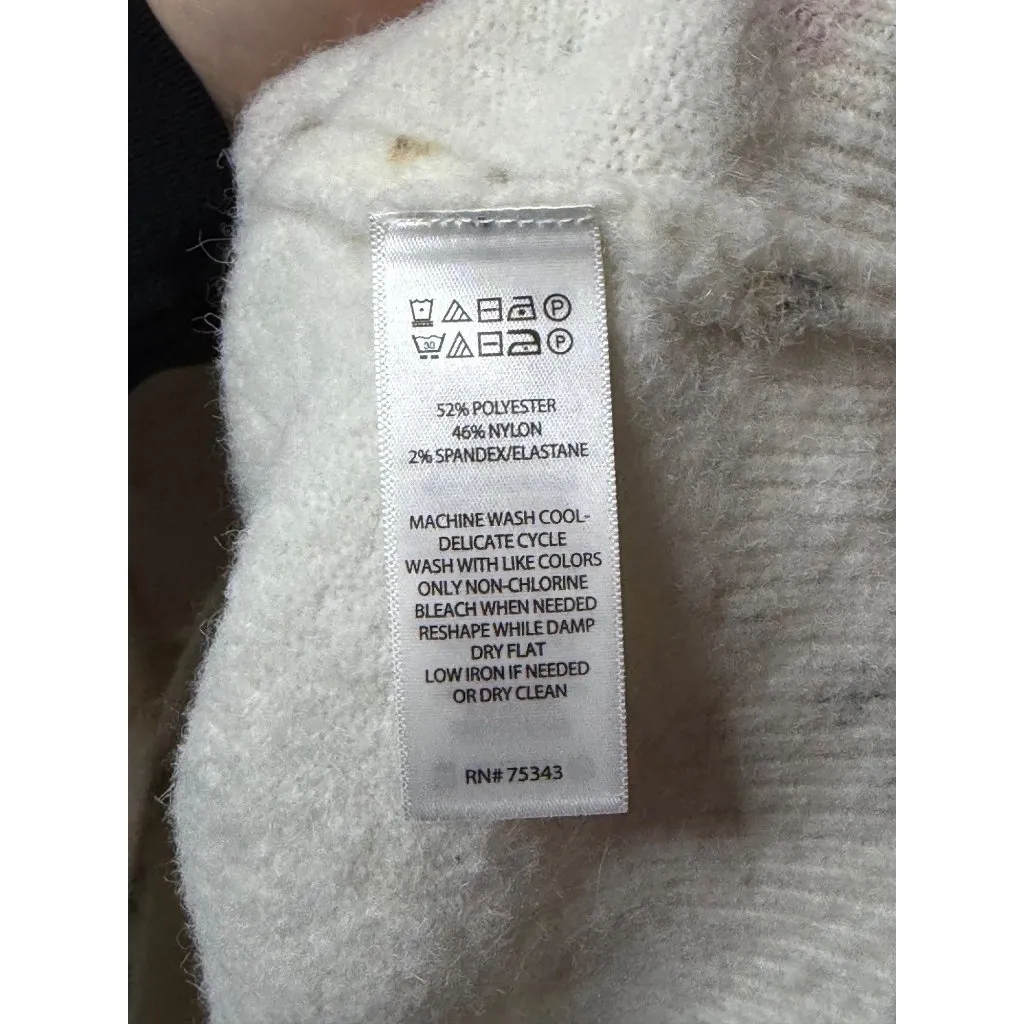 P
30 P
52% POLYESTER
46% NYLON
2% SPANDEX/ELASTANE
MACHINE WASH COOL-
DELICATE CYCLE
WASH WITH LIKE COLORS
ONLY NON-CHLORINE
BLEACH WHEN NEEDED
RESHAPE WHILE DAMP
DRY FLAT
LOW IRON IF NEEDED
OR DRY CLEAN
RN# 75343